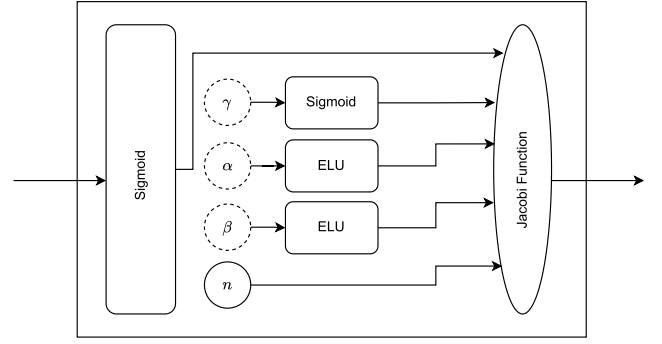 Sigmoid
γ
Sigmoid
α
ELU
β
ELU
n
Jacobi Function